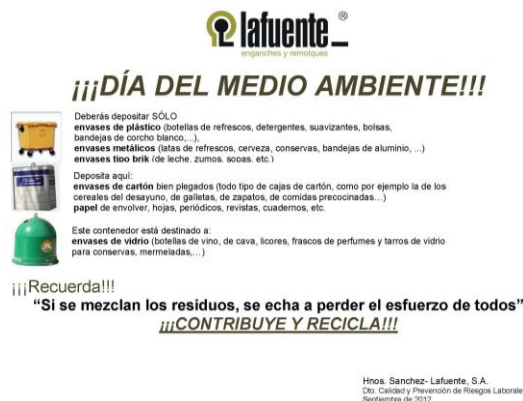 lafuente ®
enganches y remolques
¡¡¡DÍA DEL MEDIO AMBIENTE!!!
Deberás depositar SÓLO
envases de plástico (botellas de refrescos, detergentes, suavizantes, bolsas,
bandejas de corcho blanco,...),
envases metálicos (latas de refrescos, cerveza, conservas, bandejas de aluminio, ...)
envases tipo brik (de leche, zumos, sopas, etc.)
Deposita aquí:
envases de cartón bien plegados (todo tipo de cajas de cartón, como por ejemplo la de los
cereales del desayuno, de galletas, de zapatos, de comidas precocinadas...)
papel de envolver, hojas, periódicos, revistas, cuadernos, etc.
Este contenedor está destinado a:
envases de vidrio (botellas de vino, de cava, licores, frascos de perfumes y tarros de vidrio
para conservas, mermeladas,...)
¡¡¡Recuerda!!!
“Si se mezclan los residuos, se echa a perder el esfuerzo de todos”
¡¡¡CONTRIBUYE Y RECICLA!!!
Hnos. Sanchez- Lafuente, S.A.
Dto. Calidad y Prevención de Riesgos Laborale
Septiembre de 2012